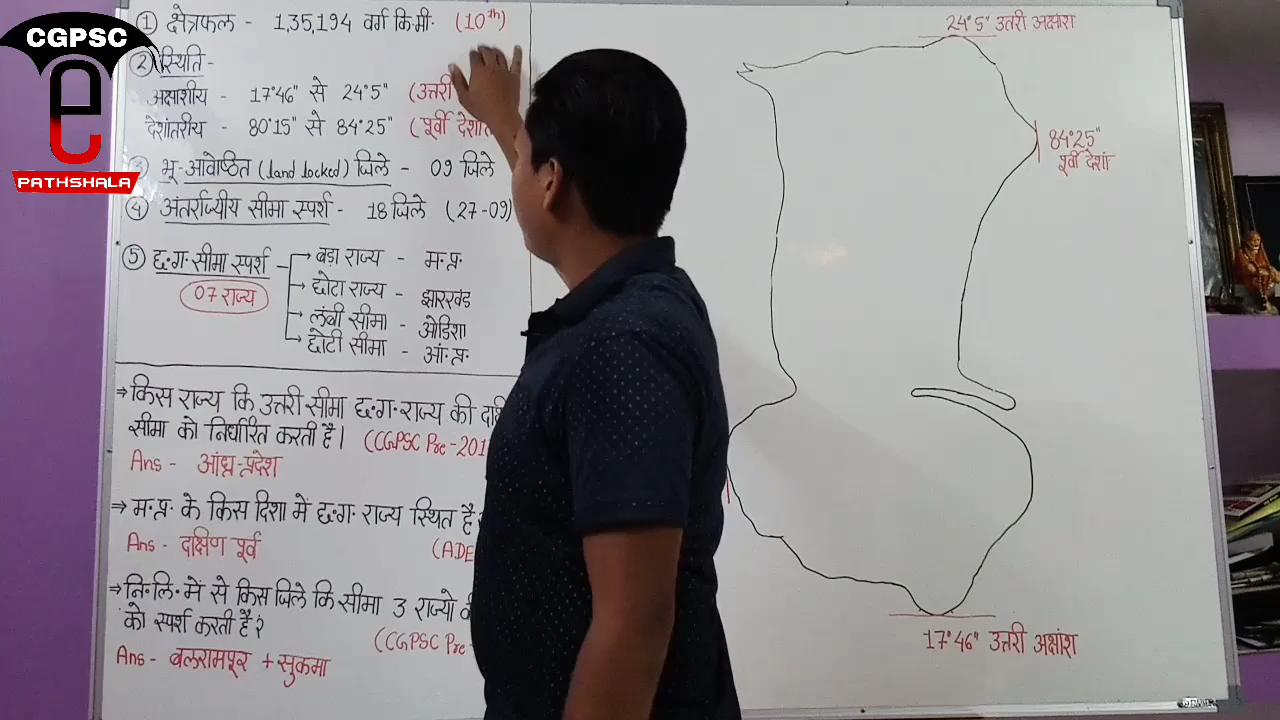 CGPSC
e
PATHSHALA
① क्षेत्रफल - 1,35,194 वर्ग कि.मी. (10th)
② स्थिति -
अक्षांशीय - 17°46" से 24°5" (उत्तरी
देशांतरीय - 80°15" से 84°25" (पूर्वी
③ भू-आवेष्ठित (land locked) जिले - 09 जिले
④ अंतर्राज्यीय सीमा स्पर्श - 18 जिले (27-09)
⑤ छ.ग. सीमा स्पर्श
07 राज्य
बड़ा राज्य - म.प्र.
छोटा राज्य - झारखंड
लंबी सीमा - ओडिशा
छोटी सीमा - आं.प्र.
⇒ किस राज्य कि उत्तरी सीमा छ.ग. राज्य की
सीमा को निर्धारित करती है। (CGPSC Pre-201
Ans - आंध्र-प्रदेश
⇒ म.प्र. के किस दिशा में छ.ग. राज्य स्थित है?
Ans - दक्षिण पूर्व (ADE
⇒ नि.लि. में से किस जिले कि सीमा 3 राज्यो
को स्पर्श करती है? (CGPSC Pre-
Ans - बलरामपूर + सुकमा
24°5" उत्तरी अक्षांश
84°25"
पूर्वी देशां
17°46" उत्तरी अक्षांश